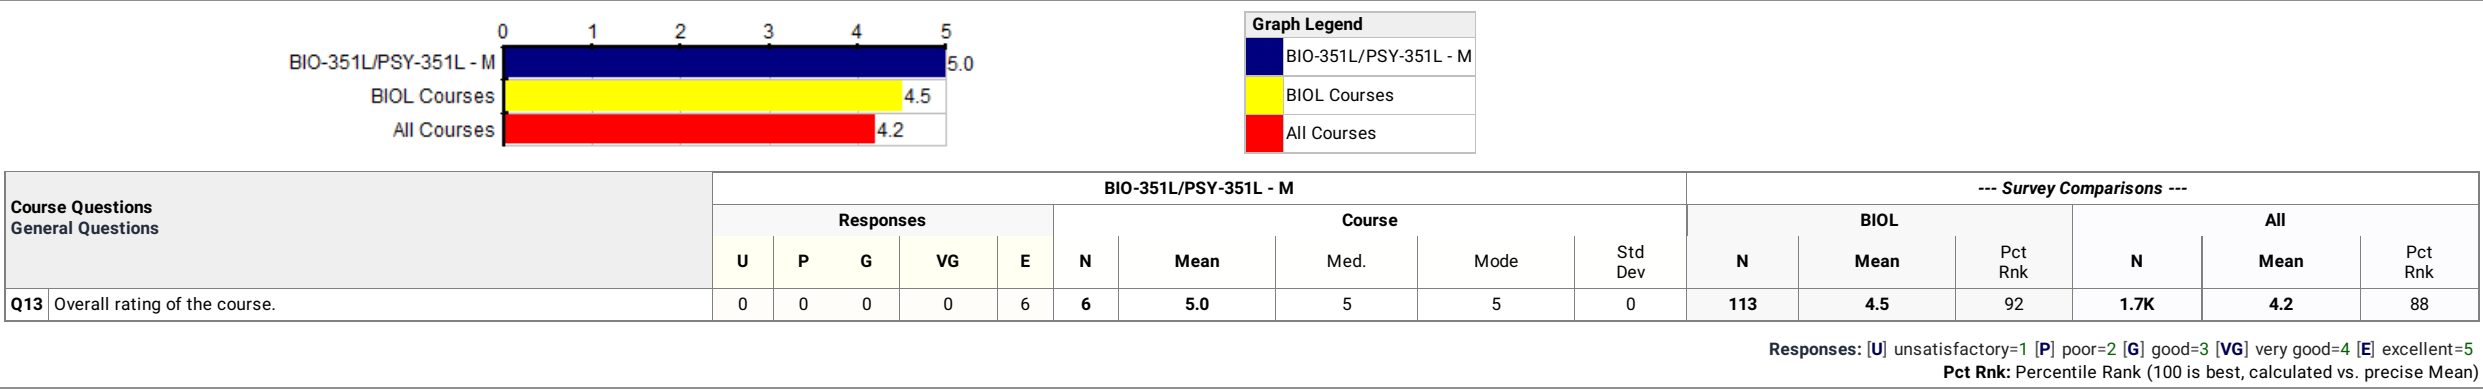 0 1 2 3 4 5
BIO-351L/PSY-351L - M 5.0
BIOL Courses 4.5
All Courses 4.2
Graph Legend
BIO-351L/PSY-351L - M
BIOL Courses
All Courses
Course Questions
General Questions
BIO-351L/PSY-351L - M --- Survey Comparisons ---
Responses Course BIOL All
U P G VG E N Mean Med. Mode Std Dev N Mean Pct Rnk N Mean Pct Rnk
Q13 Overall rating of the course. 0 0 0 0 6 6 5.0 5 5 0 113 4.5 92 1.7K 4.2 88
Responses: [U] unsatisfactory=1 [P] poor=2 [G] good=3 [VG] very good=4 [E] excellent=5
Pct Rnk: Percentile Rank (100 is best, calculated vs. precise Mean)